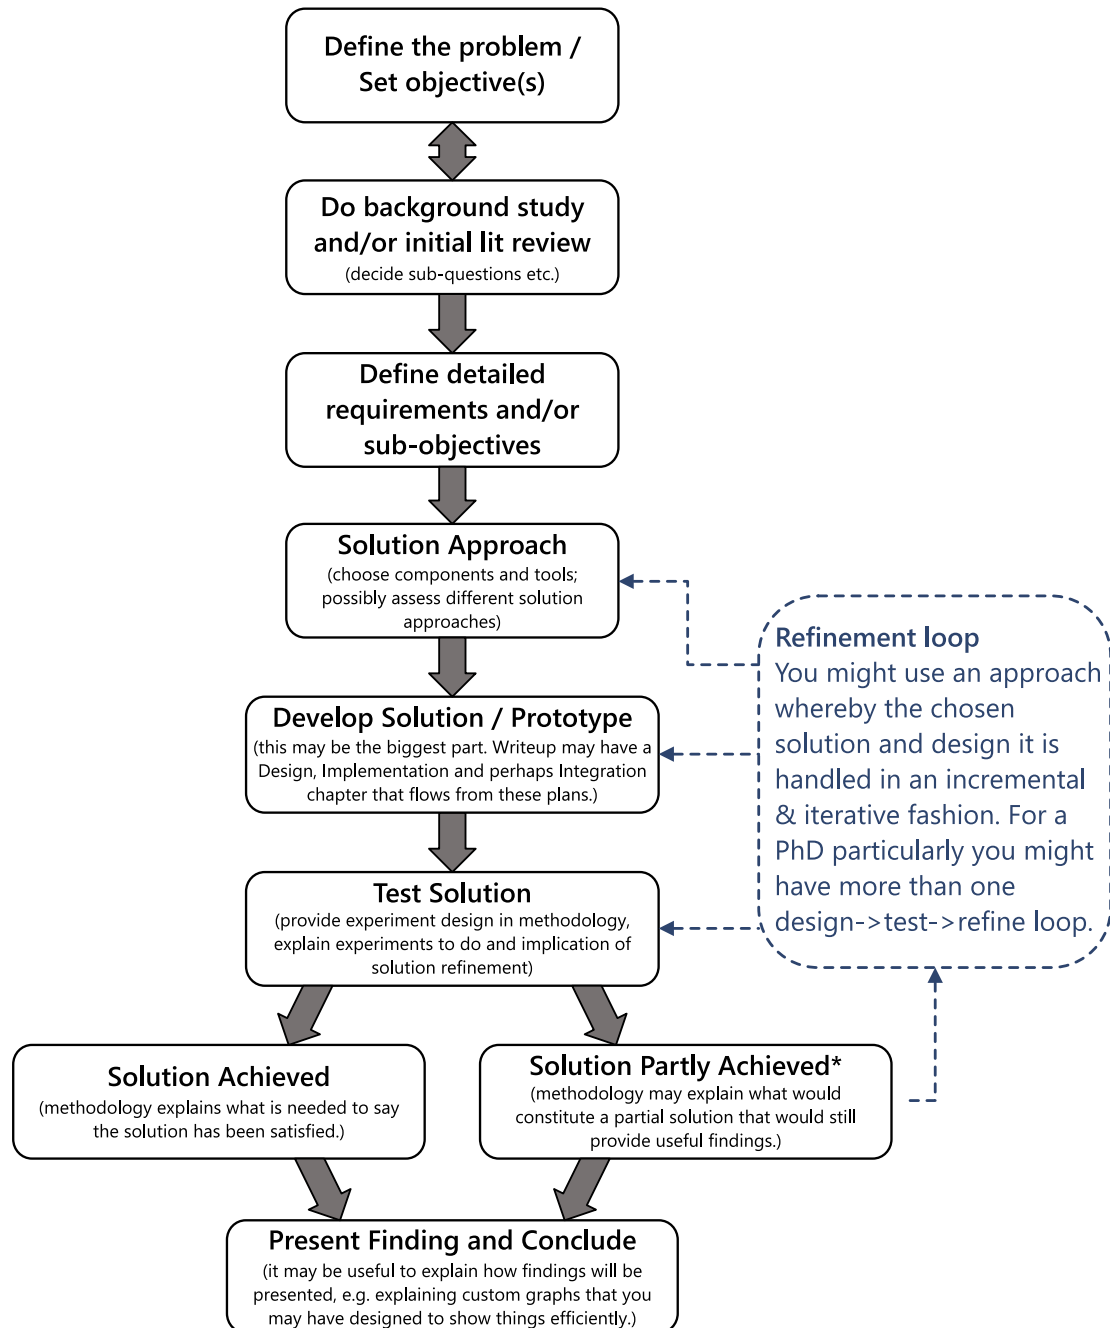 Define the problem /
Set objective(s)
Do background study
and/or initial lit review
(decide sub-questions etc.)
Define detailed
requirements and/or
sub-objectives
Solution Approach
(choose components and tools;
possibly assess different solution
approaches)
Develop Solution / Prototype
(this may be the biggest part. Writeup may have a
Design, Implementation and perhaps Integration
chapter that flows from these plans.)
Test Solution
(provide experiment design in methodology,
explain experiments to do and implication of
solution refinement)
Refinement loop
You might use an approach
whereby the chosen
solution and design it is
handled in an incremental
& iterative fashion. For a
PhD particularly you might
have more than one
design->test->refine loop.
Solution Achieved
(methodology explains what is needed to say
the solution has been satisfied.)
Solution Partly Achieved*
(methodology may explain what would
constitute a partial solution that would still
provide useful findings.)
Present Finding and Conclude
(it may be useful to explain how findings will be
presented, e.g. explaining custom graphs that you
may have designed to show things efficiently.)